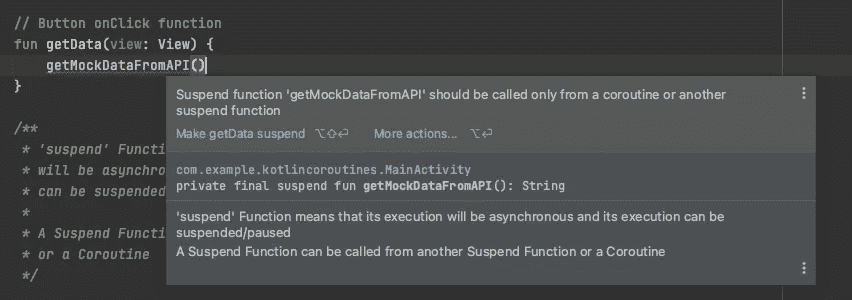 // Button onClick function
fun getData(view: View) {
getMockDataFromAPI()
}
/**
* 'suspend' Functi
* will be asynchro
* can be suspended
*
* A Suspend Functi
* or a Coroutine
*/
Suspend function 'getMockDataFromAPI' should be called only from a coroutine or another
suspend function
Make getData suspend ⌥⇧⏎ More actions... ⌥⏎
com.example.kotlincoroutines.MainActivity
private final suspend fun getMockDataFromAPI(): String
'suspend' Function means that its execution will be asynchronous and its execution can be
suspended/paused
A Suspend Function can be called from another Suspend Function or a Coroutine